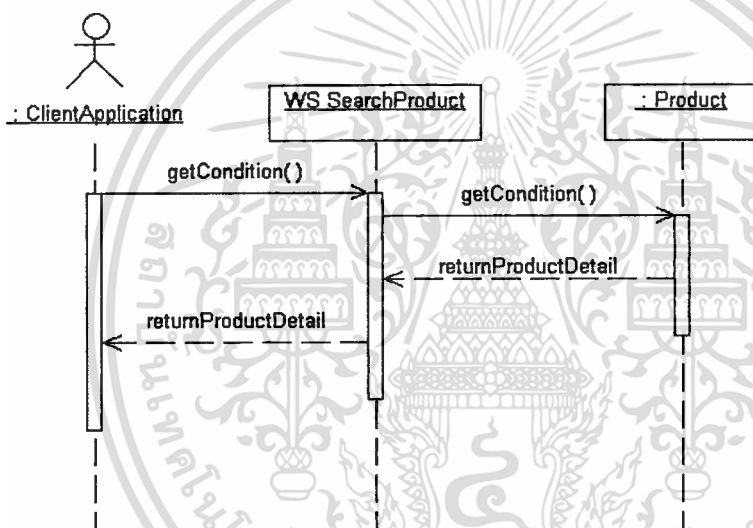 : ClientApplication
WS SearchProduct
: Product
getCondition()
getCondition()
returnProductDetail
returnProductDetail